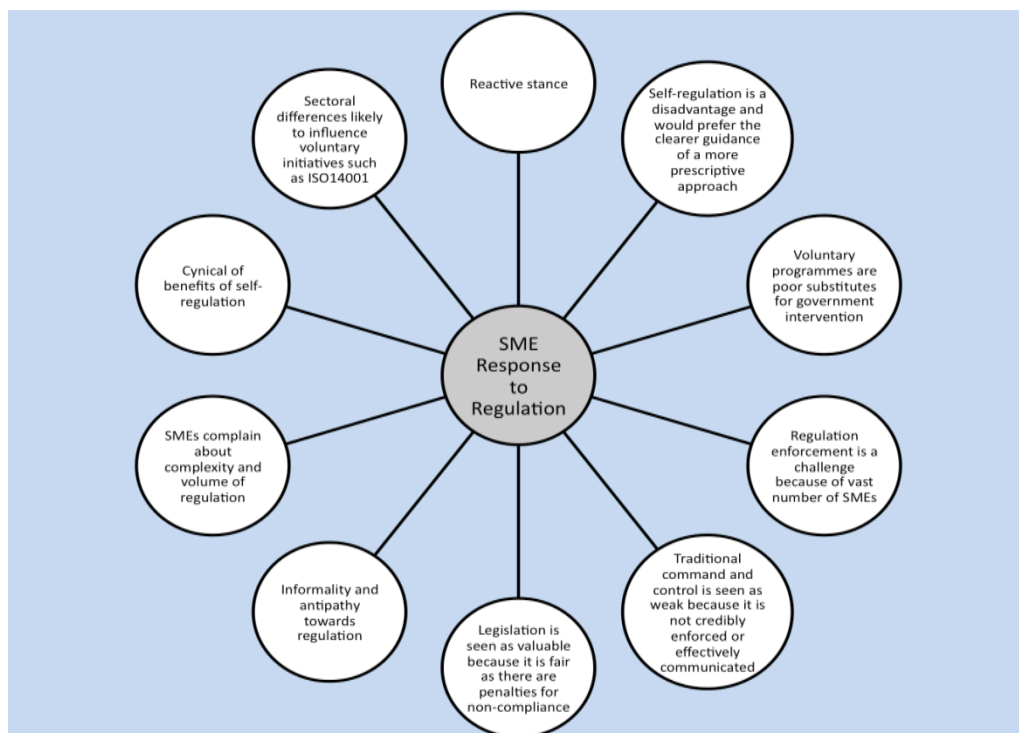 Reactive stance
Self-regulation is a
disadvantage and
would prefer the
clearer guidance
of a more
prescriptive
approach
Voluntary
programmes are
poor substitutes
for government
intervention
Regulation
enforcement is a
challenge
because of vast
number of SMEs
Traditional
command and
control is seen as
weak because it is
not credibly
enforced or
effectively
communicated
Legislation is
seen as valuable
because it is fair
as there are
penalties for
non-compliance
Informality and
antipathy
towards
regulation
SMEs complain
about
complexity and
volume of
regulation
Cynical of
benefits of self-
regulation
Sectoral
differences likely
to influence
voluntary
initiatives such
as ISO14001
SME
Response
to
Regulation